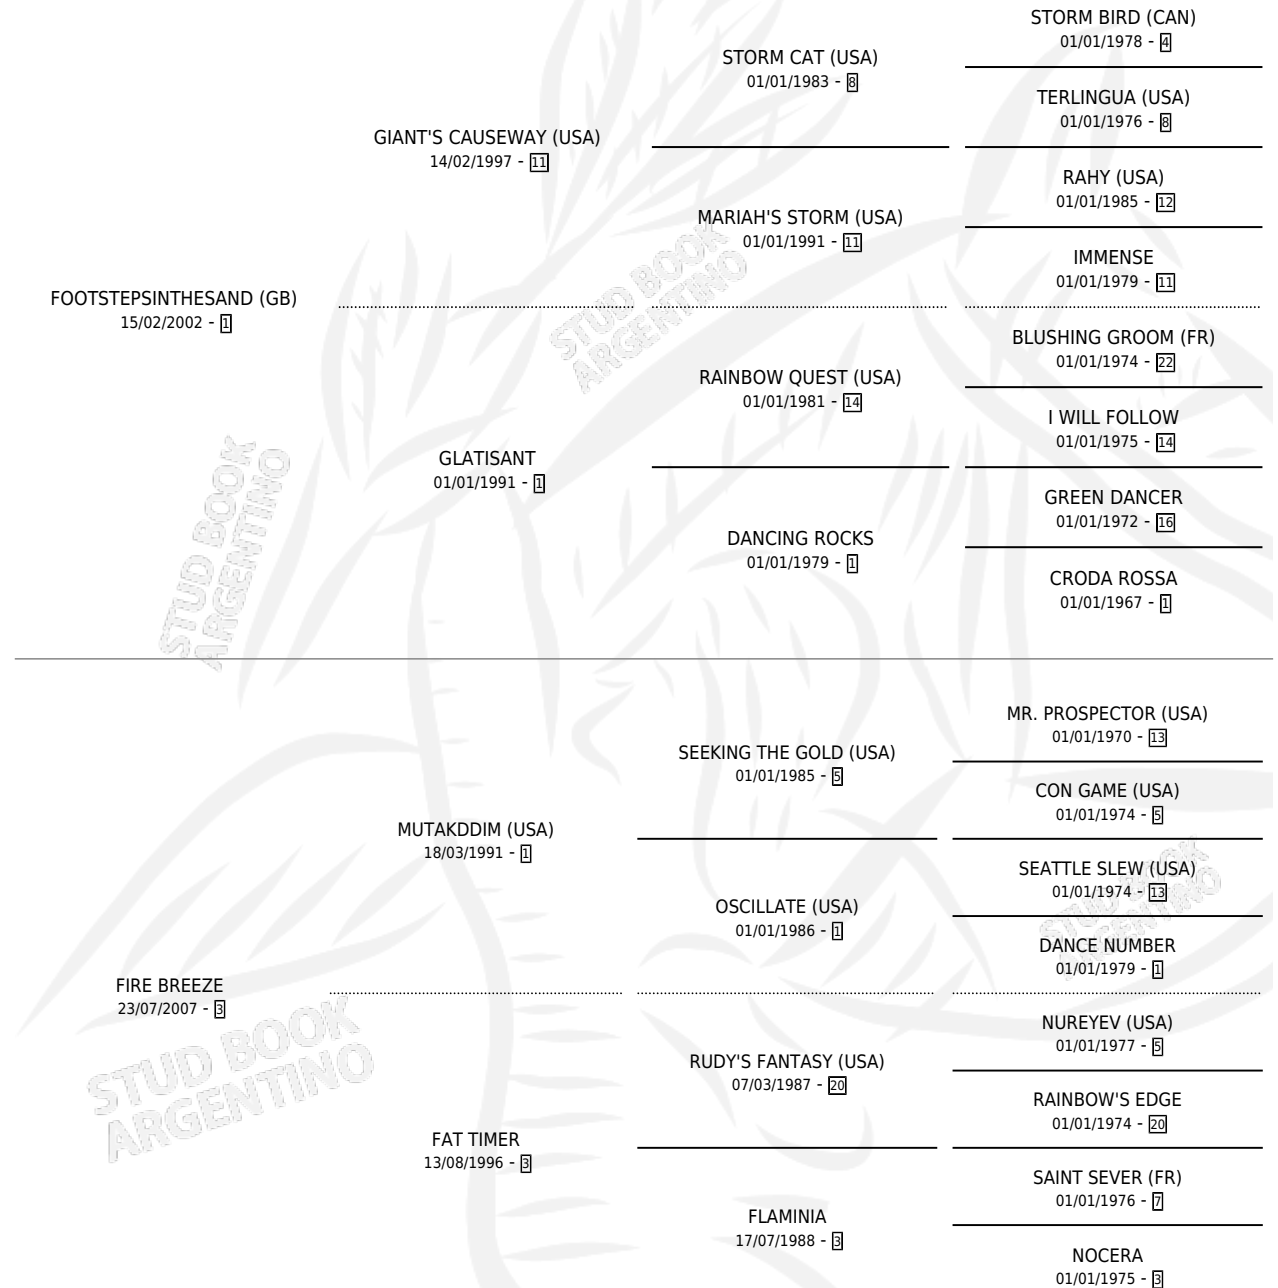 STORM BIRD (CAN)
01/01/1978 - 4
STORM CAT (USA)
01/01/1983 - 8
TERLINGUA (USA)
01/01/1976 - 8
GIANT'S CAUSEWAY (USA)
14/02/1997 - 11
RAHY (USA)
01/01/1985 - 12
MARIAH'S STORM (USA)
01/01/1991 - 11
IMMENSE
01/01/1979 - 11
FOOTSTEPSINTHESAND (GB)
15/02/2002 - 1
BLUSHING GROOM (FR)
01/01/1974 - 22
RAINBOW QUEST (USA)
01/01/1981 - 14
I WILL FOLLOW
01/01/1975 - 14
GLATISANT
01/01/1991 - 1
GREEN DANCER
01/01/1972 - 16
DANCING ROCKS
01/01/1979 - 1
CRODA ROSSA
01/01/1967 - 1
STUD BOOK
ARGENTINO
STUD BOOK
ARGENTINO
MR. PROSPECTOR (USA)
01/01/1970 - 13
SEEKING THE GOLD (USA)
01/01/1985 - 5
CON GAME (USA)
01/01/1974 - 5
MUTAKDDIM (USA)
18/03/1991 - 1
SEATTLE SLEW (USA)
01/01/1974 - 13
OSCILLATE (USA)
01/01/1986 - 1
DANCE NUMBER
01/01/1979 - 1
STUD BOOK
ARGENTINO
FIRE BREEZE
23/07/2007 - 3
STUD BOOK
ARGENTINO
NUREYEV (USA)
01/01/1977 - 5
RUDY'S FANTASY (USA)
07/03/1987 - 20
RAINBOW'S EDGE
01/01/1974 - 20
FAT TIMER
13/08/1996 - 3
SAINT SEVER (FR)
01/01/1976 - 7
FLAMINIA
17/07/1988 - 3
NOCERA
01/01/1975 - 3